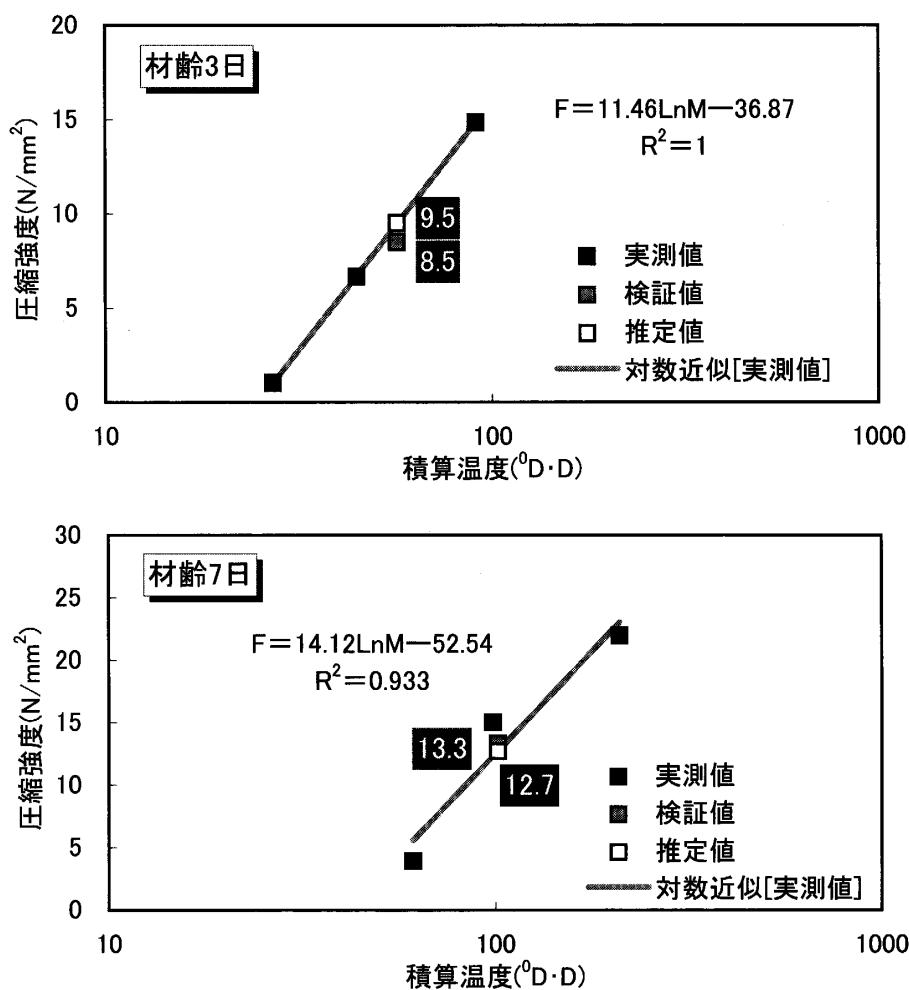 20
材齢3日
F=11.46LnM—36.87
R²=1
15
圧縮強度(N/mm²)
10
9.5
8.5
実測値
検証値
5
推定値
対数近似[実測値]
0
10
100
1000
積算温度(⁰D·D)
30
材齢7日
25
F=14.12LnM—52.54
R²=0.933
20
圧縮強度(N/mm²)
15
13.3
12.7
10
実測値
検証値
5
推定値
対数近似[実測値]
0
10
100
1000
積算温度(⁰D·D)